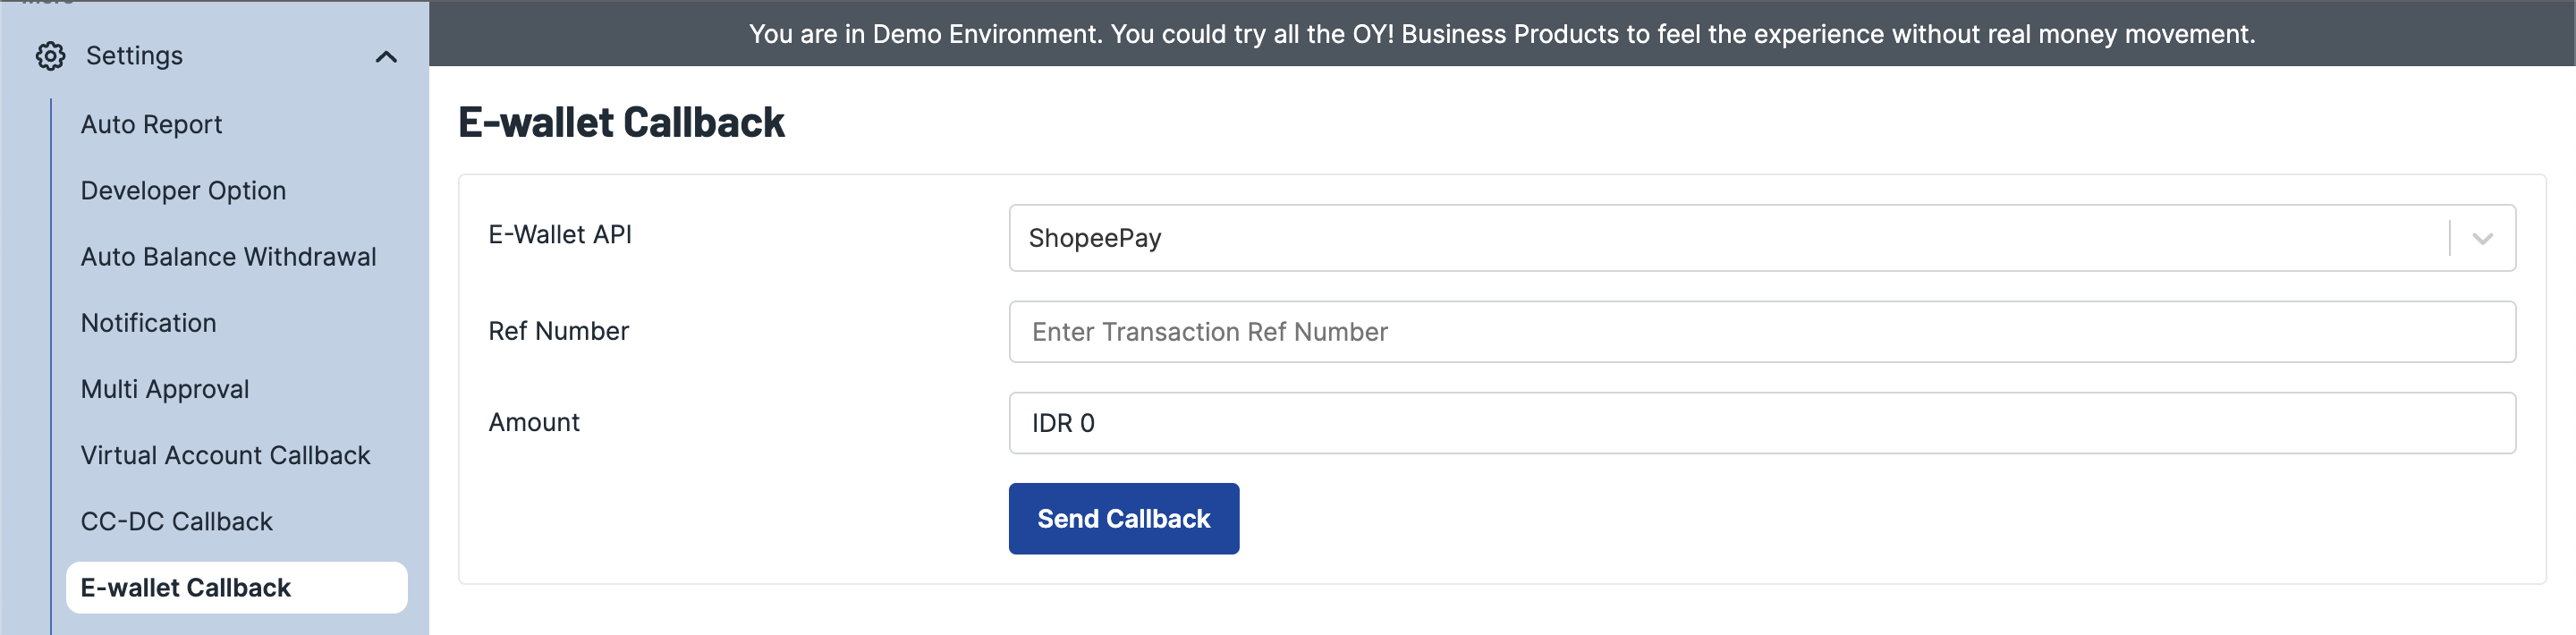 Settings
Auto Report
Developer Option
Auto Balance Withdrawal
Notification
Multi Approval
Virtual Account Callback
CC-DC Callback
E-wallet Callback
You are in Demo Environment. You could try all the OY! Business Products to feel the experience without real money movement.
E-wallet Callback
E-Wallet API
ShopeePay
Ref Number
Enter Transaction Ref Number
Amount
IDR 0
Send Callback